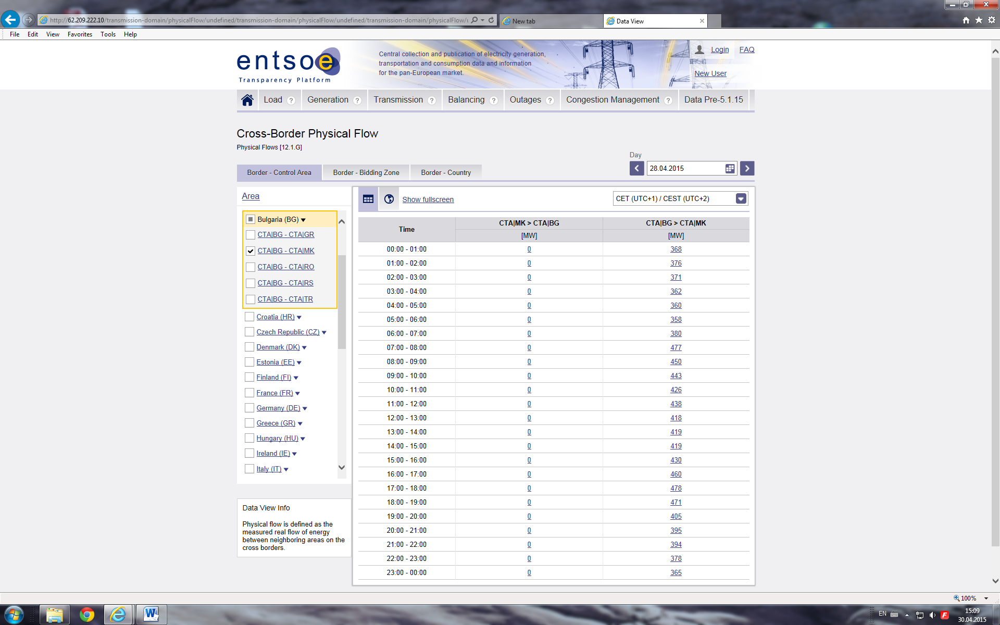 http://62.209.222.10/transmission-domain/physicalFlow/undefined/transmission-domain/physicalFlow/undefined/transmission-domain/physicalFlow/
New tab
Data View
File Edit View Favorites Tools Help
entsoe
Transparency Platform
Central collection and publication of electricity generation,
transportation and consumption data and information
for the pan-European market.
Login FAQ
New User
Load ? Generation ? Transmission ? Balancing ? Outages ? Congestion Management ? Data Pre-5.1.15
Cross-Border Physical Flow
Physical Flows [12.1.G]
Day
28.04.2015
Border - Control Area Border - Bidding Zone Border - Country
Area
Bulgaria (BG)
CTA|BG - CTA|GR
CTA|BG - CTA|MK
CTA|BG - CTA|RO
CTA|BG - CTA|RS
CTA|BG - CTA|TR
Croatia (HR)
Czech Republic (CZ)
Denmark (DK)
Estonia (EE)
Finland (FI)
France (FR)
Germany (DE)
Greece (GR)
Hungary (HU)
Ireland (IE)
Italy (IT)
Data View Info
Physical flow is defined as the
measured real flow of energy
between neighboring areas on the
cross borders.
Show fullscreen
CET (UTC+1) / CEST (UTC+2)
Time CTA|MK > CTA|BG CTA|BG > CTA|MK
[MW] [MW]
00:00 - 01:00 0 368
01:00 - 02:00 0 376
02:00 - 03:00 0 371
03:00 - 04:00 0 362
04:00 - 05:00 0 360
05:00 - 06:00 0 358
06:00 - 07:00 0 380
07:00 - 08:00 0 477
08:00 - 09:00 0 450
09:00 - 10:00 0 443
10:00 - 11:00 0 426
11:00 - 12:00 0 438
12:00 - 13:00 0 418
13:00 - 14:00 0 419
14:00 - 15:00 0 419
15:00 - 16:00 0 430
16:00 - 17:00 0 460
17:00 - 18:00 0 478
18:00 - 19:00 0 471
19:00 - 20:00 0 405
20:00 - 21:00 0 395
21:00 - 22:00 0 394
22:00 - 23:00 0 378
23:00 - 00:00 0 365
100%
EN
15:09
30.04.2015